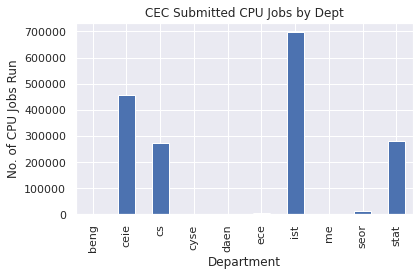 CEC Submitted CPU Jobs by Dept
No. of CPU Jobs Run
700000
600000
500000
400000
300000
200000
100000
0
beng
ceie
cs
cyse
daen
ece
ist
me
seor
stat
Department